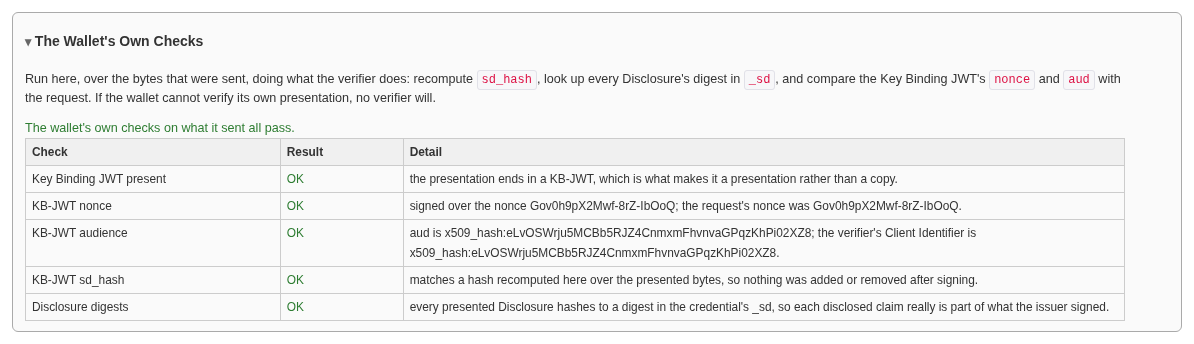 ▾ The Wallet's Own Checks
Run here, over the bytes that were sent, doing what the verifier does: recompute sd_hash, look up every Disclosure's digest in _sd, and compare the Key Binding JWT's nonce and aud with
the request. If the wallet cannot verify its own presentation, no verifier will.
The wallet's own checks on what it sent all pass.
Check Result Detail
Key Binding JWT present OK the presentation ends in a KB-JWT, which is what makes it a presentation rather than a copy.
KB-JWT nonce OK signed over the nonce Gov0h9pX2Mwf-8rZ-IbOoQ; the request's nonce was Gov0h9pX2Mwf-8rZ-IbOoQ.
KB-JWT audience OK aud is x509_hash:eLvOSWrju5MCBb5RJZ4CnmxmFhvnvaGPqzKhPi02XZ8; the verifier's Client Identifier is
x509_hash:eLvOSWrju5MCBb5RJZ4CnmxmFhvnvaGPqzKhPi02XZ8.
KB-JWT sd_hash OK matches a hash recomputed here over the presented bytes, so nothing was added or removed after signing.
Disclosure digests OK every presented Disclosure hashes to a digest in the credential's _sd, so each disclosed claim really is part of what the issuer signed.